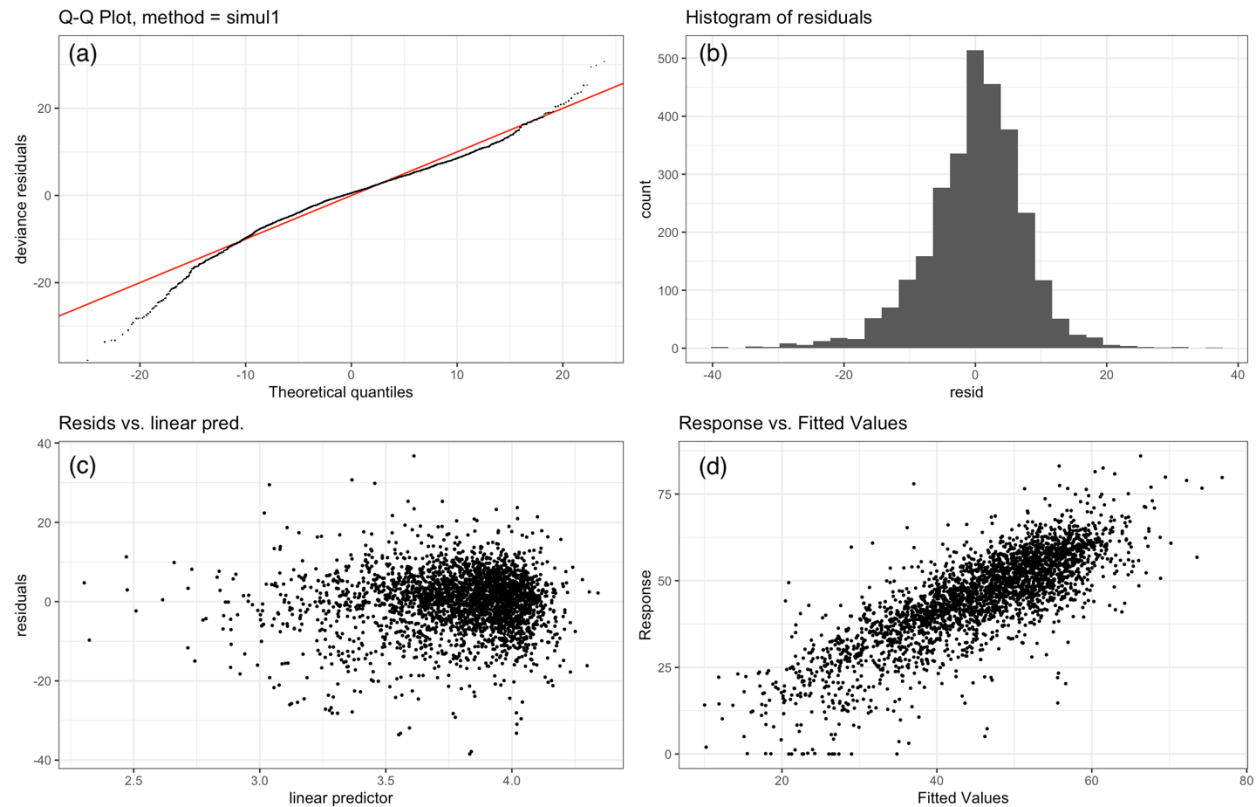 Q-Q Plot, method = simul1
(a)
deviance residuals
20
0
-20
-20
-10
0
10
20
Theoretical quantiles
Histogram of residuals
(b)
count
500
400
300
200
100
0
-40
-20
0
20
40
resid
Resids vs. linear pred.
(c)
residuals
40
20
0
-20
-40
2.5
3.0
3.5
4.0
linear predictor
Response vs. Fitted Values
(d)
Response
75
50
25
0
20
40
60
80
Fitted Values